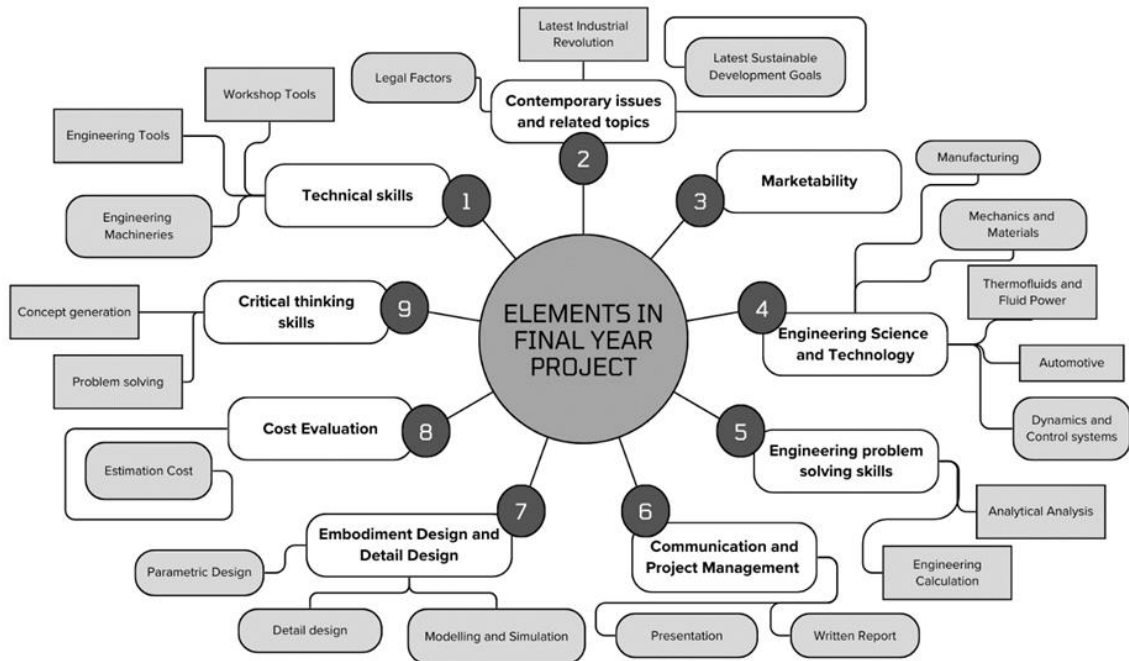 ELEMENTS IN
FINAL YEAR
PROJECT
1
Technical skills
Workshop Tools
Engineering Tools
Engineering
Machineries
2
Contemporary issues
and related topics
Legal Factors
Latest Industrial
Revolution
Latest Sustainable
Development Goals
3
Marketability
4
Engineering Science
and Technology
Manufacturing
Mechanics and
Materials
Thermofluids and
Fluid Power
Automotive
Dynamics and
Control systems
5
Engineering problem
solving skills
Analytical Analysis
Engineering
Calculation
6
Communication and
Project Management
Presentation
Written Report
7
Embodiment Design and
Detail Design
Parametric Design
Detail design
Modelling and Simulation
8
Cost Evaluation
Estimation Cost
9
Critical thinking
skills
Concept generation
Problem solving